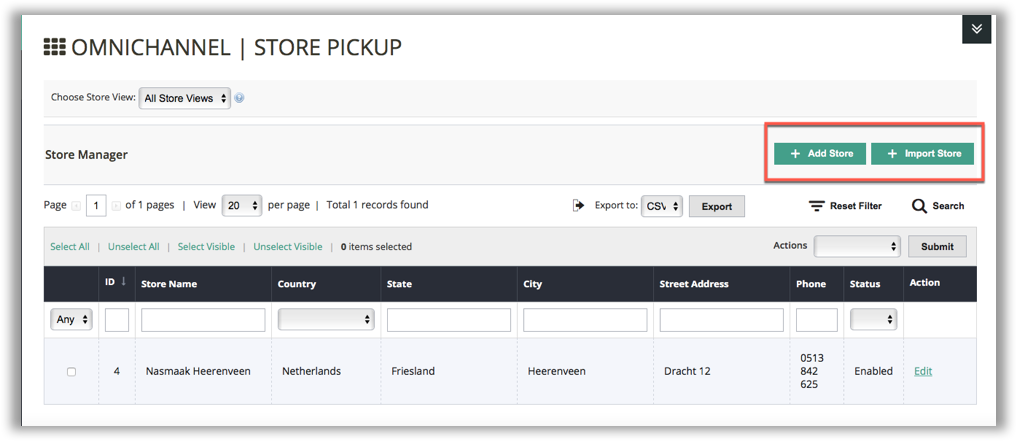 OMNICHANNEL | STORE PICKUP
Choose Store View: All Store Views
Store Manager
+ Add Store
+ Import Store
Page 1 of 1 pages | View 20 per page | Total 1 records found
Export to: CSV Export
Reset Filter
Search
Select All | Unselect All | Select Visible | Unselect Visible | 0 items selected
Actions Submit
ID ↓ Store Name Country State City Street Address Phone Status Action
Any
4 Nasmaak Heerenveen Netherlands Friesland Heerenveen Dracht 12 0513 842 625 Enabled Edit